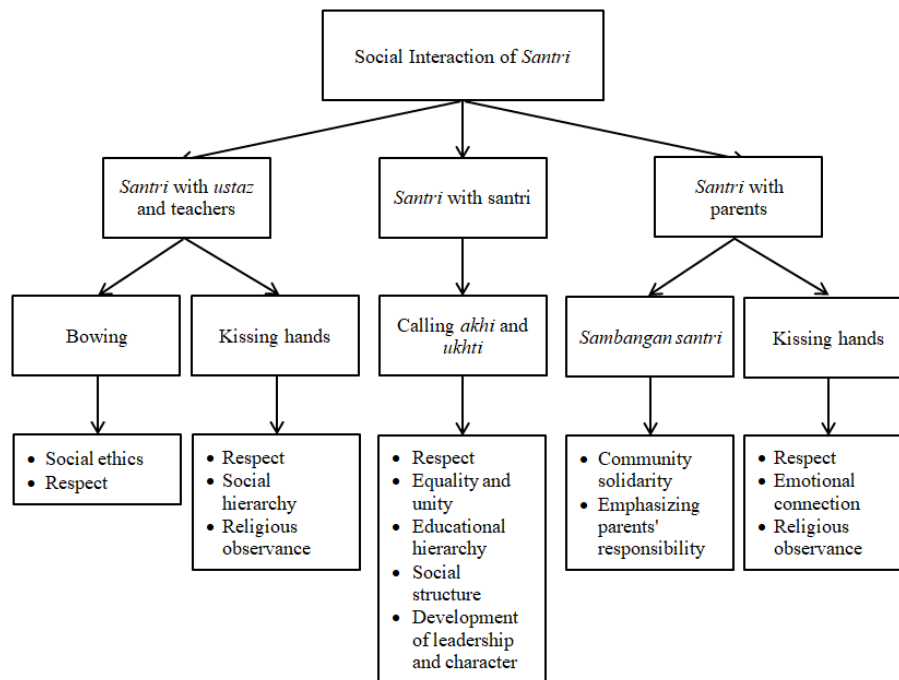 Social Interaction of Santri
Santri with ustaz
and teachers
Santri with santri
Santri with
parents
Bowing
Kissing hands
Calling akhi and
ukhti
Sambangan santri
Kissing hands
• Social ethics
• Respect
• Respect
• Social
hierarchy
• Religious
observance
• Respect
• Equality and
unity
• Educational
hierarchy
• Social
structure
• Development
of leadership
and character
• Community
solidarity
• Emphasizing
parents'
responsibility
• Respect
• Emotional
connection
• Religious
observance